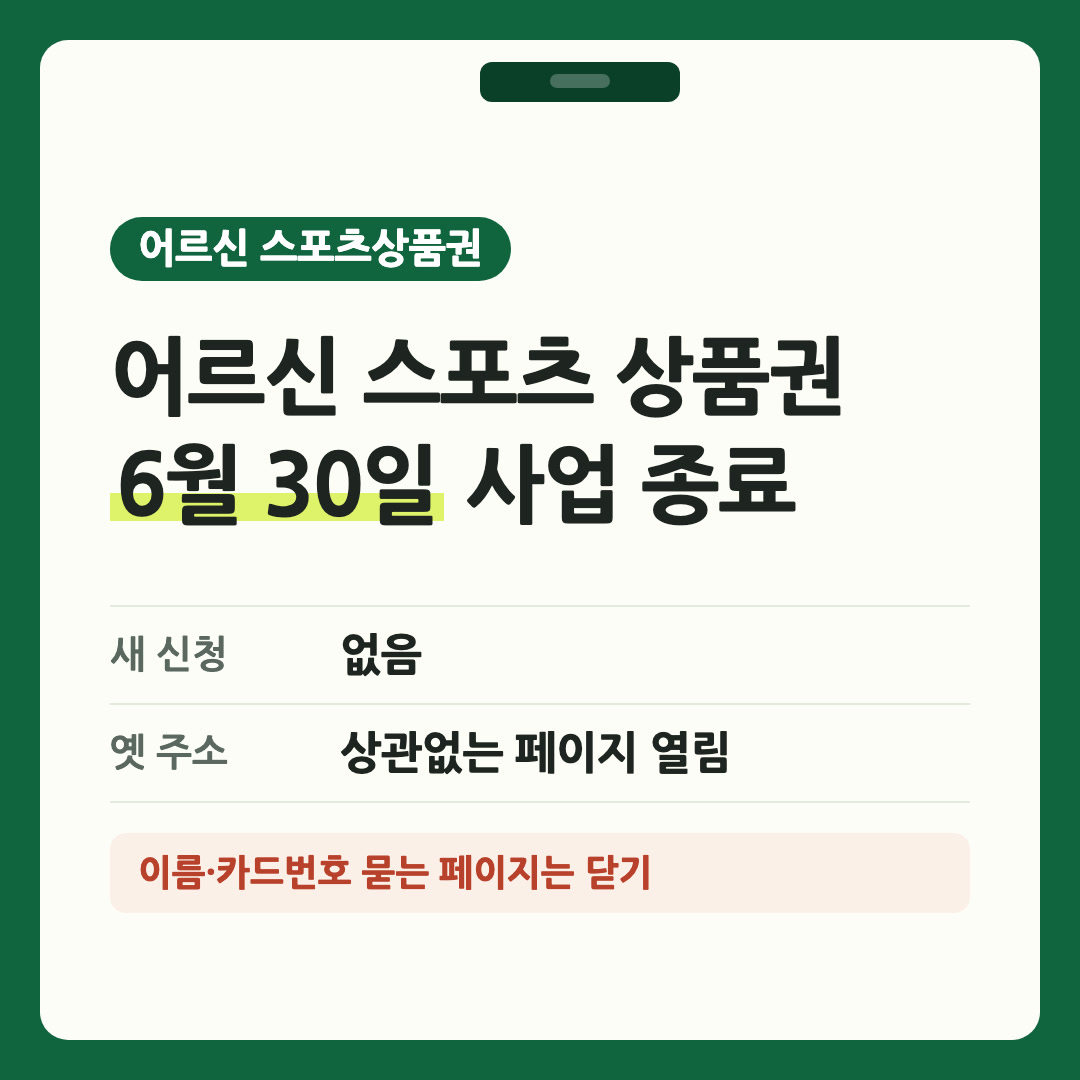 어르신 스포츠상품권
어르신 스포츠 상품권
6월 30일 사업 종료
새 신청 없음
옛 주소 상관없는 페이지 열림
이름·카드번호 묻는 페이지는 닫기